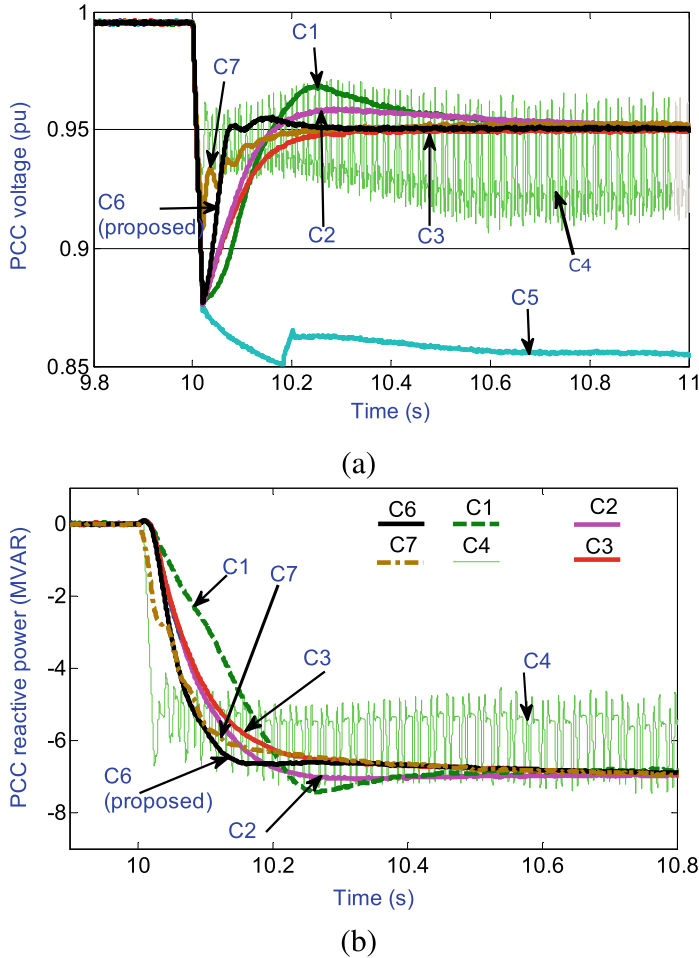 1
C1
C7
0.95
PCC voltage (pu)
C6
(proposed)
C2
C3
C4
0.9
C5
0.85
9.8
10
10.2
10.4
10.6
10.8
11
Time (s)
(a)
0
C6
C1
C2
C7
C4
C3
C1
C7
-2
PCC reactive power (MVAR)
-4
C3
C4
-6
C6
(proposed)
C2
-8
10
10.2
10.4
10.6
10.8
Time (s)
(b)